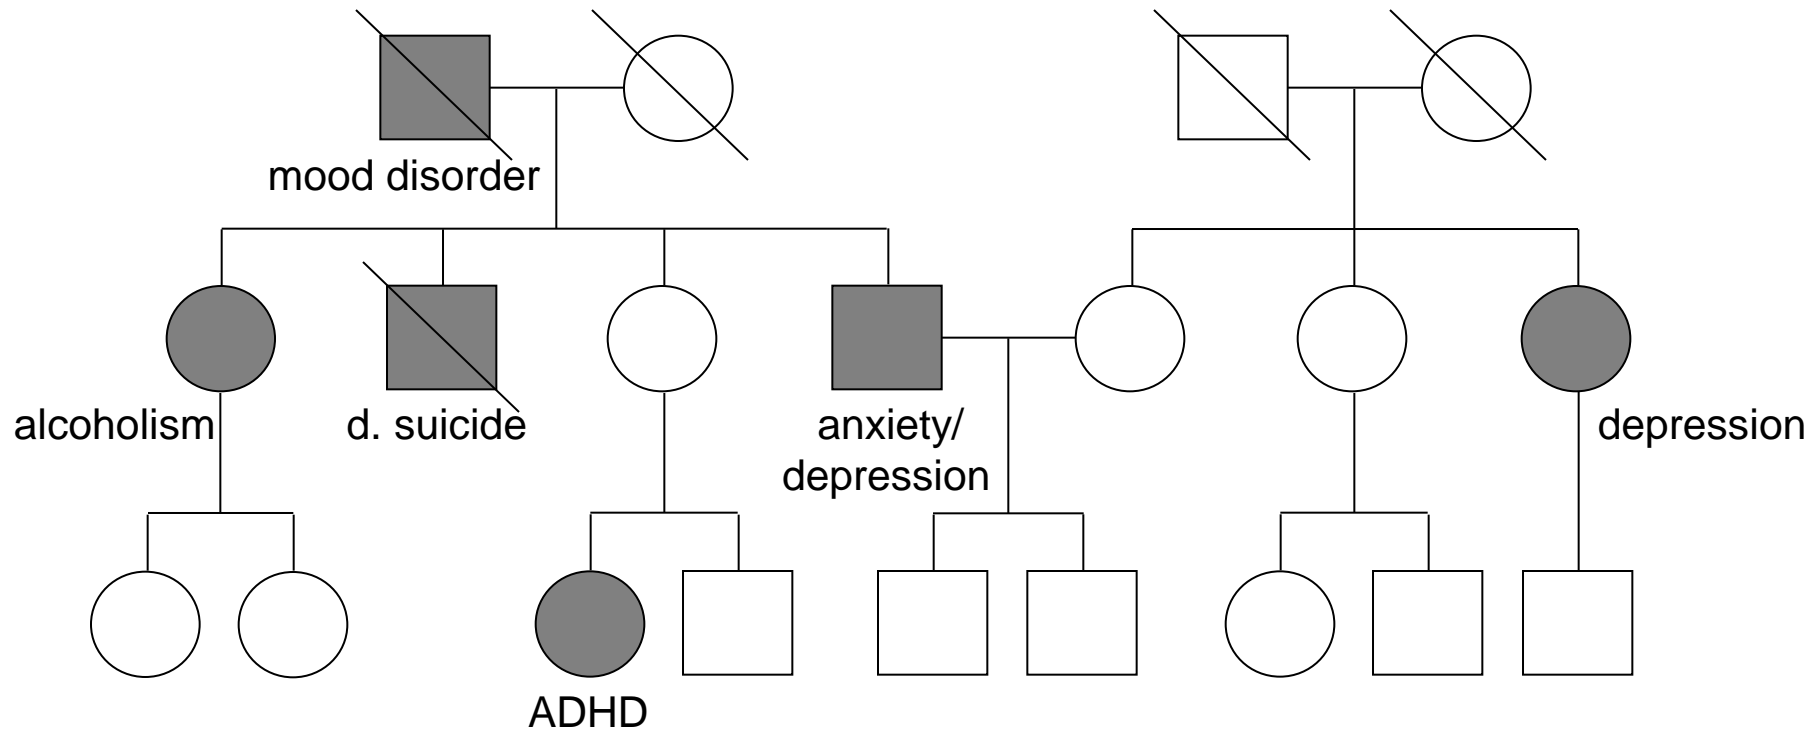 mood disorder
alcoholism
d. suicide
anxiety/
depression
depression
ADHD